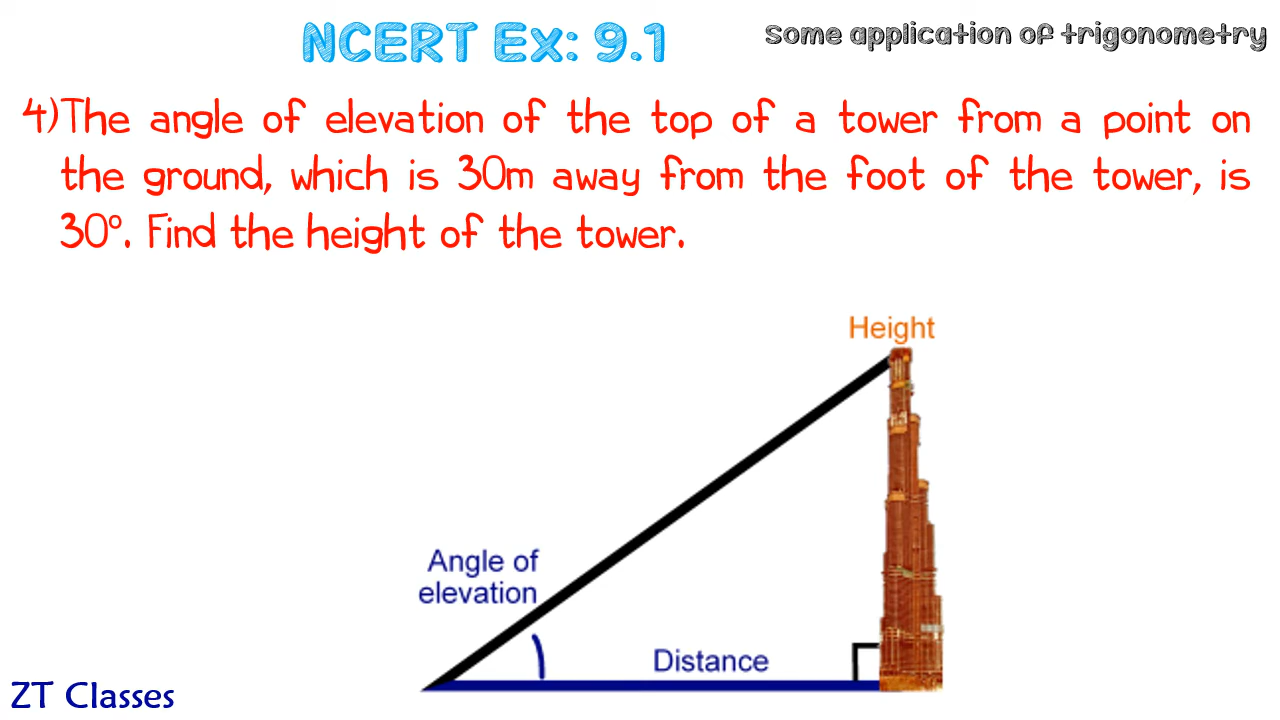 NCERT Ex: 9.1
Some application of trigonometry
4)The angle of elevation of the top of a tower from a point on
the ground, which is 30m away from the foot of the tower, is
30°. Find the height of the tower.
Height
Angle of
elevation
Distance
ZT Classes